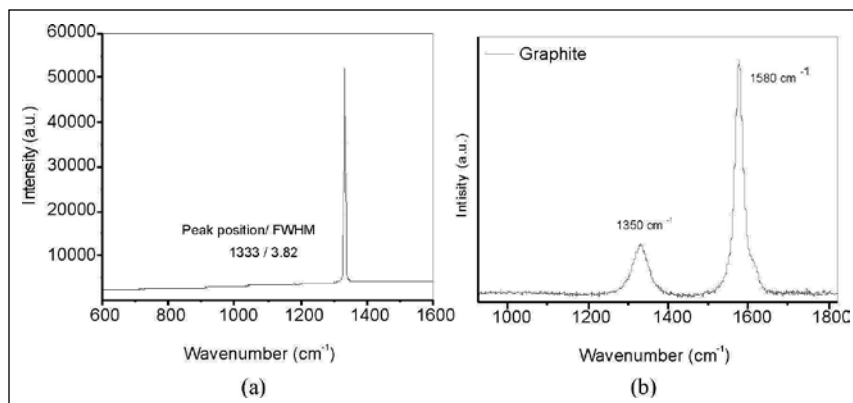 60000
50000
40000
30000
20000
10000
Intensity (a.u.)
Peak position/ FWHM
1333 / 3.82
600 800 1000 1200 1400 1600
Wavenumber (cm-1)
(a)
Graphite
1580 cm -1
1350 cm-1
Intisity (a.u.)
1000 1200 1400 1600 1800
Wavenumber (cm-1)
(b)